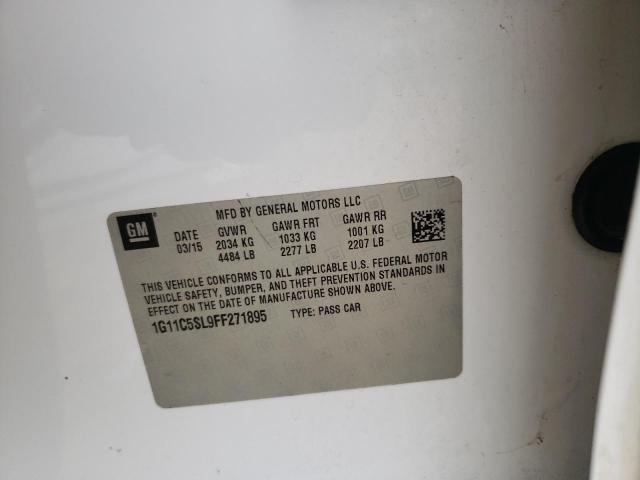 MFD BY GENERAL MOTORS LLC
GM
DATE GVWR GAWR FRT GAWR RR
03/15 2034 KG 1033 KG 1001 KG
4484 LB 2277 LB 2207 LB
THIS VEHICLE CONFORMS TO ALL APPLICABLE U.S. FEDERAL MOTOR
VEHICLE SAFETY, BUMPER, AND THEFT PREVENTION STANDARDS IN
EFFECT ON THE DATE OF MANUFACTURE SHOWN ABOVE.
1G11C5SL9FF271895 TYPE: PASS CAR